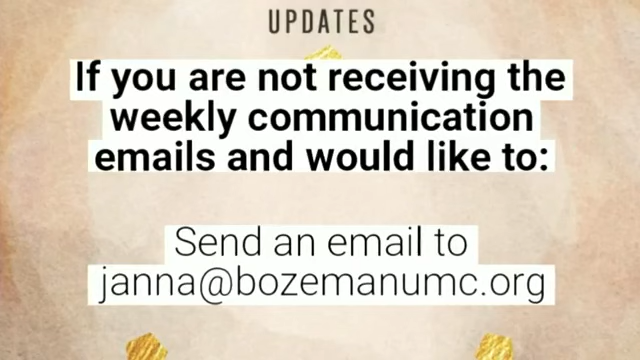 UPDATES
If you are not receiving the
weekly communication
emails and would like to:
Send an email to
janna@bozemanumc.org